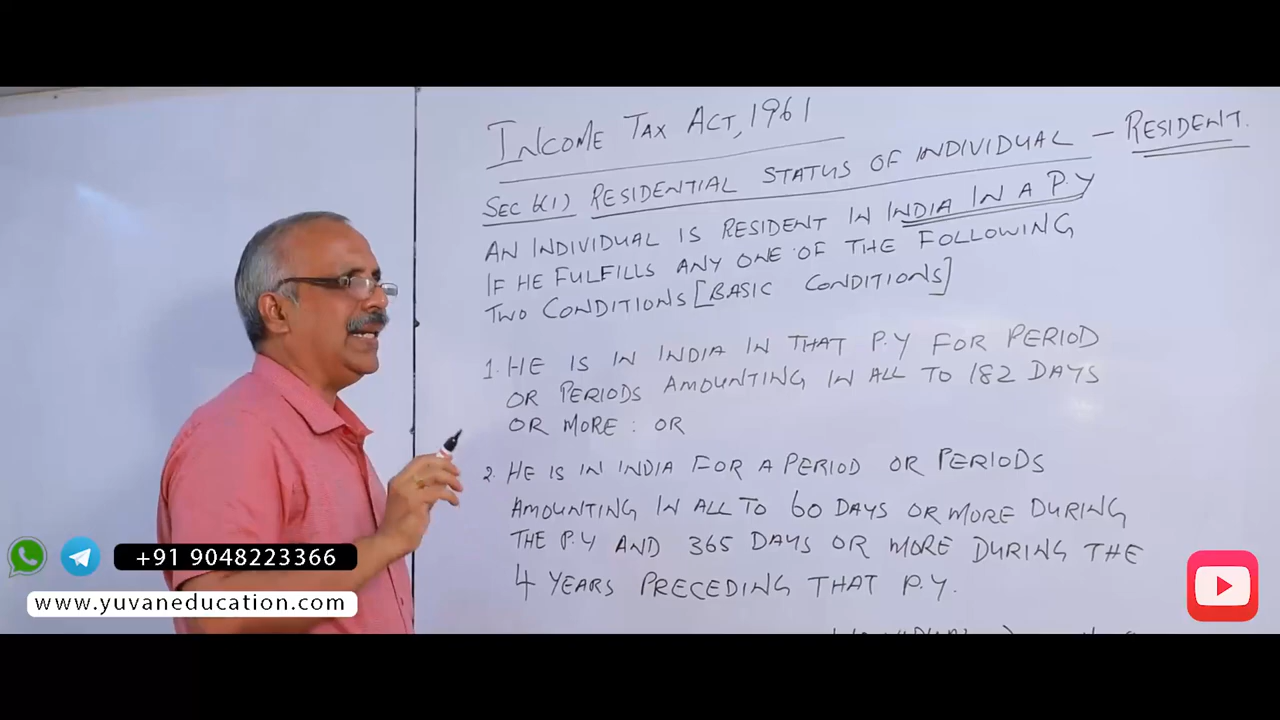 INCOME TAX ACT, 1961
SEC 6(1) RESIDENTIAL STATUS OF INDIVIDUAL - RESIDENT.
AN INDIVIDUAL IS RESIDENT IN INDIA IN A P.Y
IF HE FULFILLS ANY ONE OF THE FOLLOWING
TWO CONDITIONS [BASIC CONDITIONS]
1. HE IS IN INDIA IN THAT P.Y FOR PERIOD
OR PERIODS AMOUNTING IN ALL TO 182 DAYS
OR MORE : OR
2. HE IS IN INDIA FOR A PERIOD OR PERIODS
AMOUNTING IN ALL TO 60 DAYS OR MORE DURING
THE P.Y AND 365 DAYS OR MORE DURING THE
4 YEARS PRECEDING THAT P.Y.
+91 9048223366
www.yuvaneducation.com